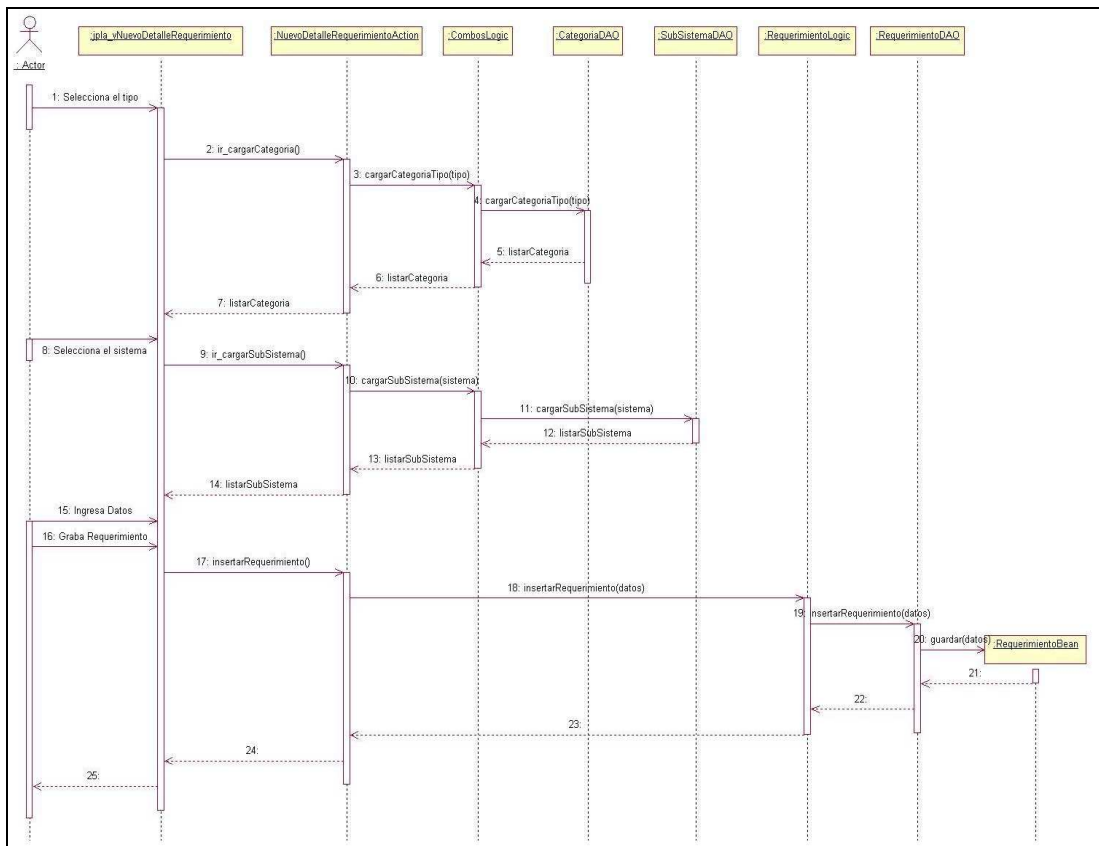 : Actor
:jpla_vNuevoDetalleRequerimiento
:NuevoDetalleRequerimientoAction
:CombosLogic
:CategoriaDAO
:SubSistemaDAO
:RequerimientoLogic
:RequerimientoDAO
1: Selecciona el tipo
2: ir_cargarCategoria()
3: cargarCategoriaTipo(tipo)
4: cargarCategoriaTipo(tipo)
5: listarCategoria
6: listarCategoria
7: listarCategoria
8: Selecciona el sistema
9: ir_cargarSubSistema()
10: cargarSubSistema(sistema)
11: cargarSubSistema(sistema)
12: listarSubSistema
13: listarSubSistema
14: listarSubSistema
15: Ingresa Datos
16: Graba Requerimiento
17: insertarRequerimiento()
18: insertarRequerimiento(datos)
19: insertarRequerimiento(datos)
20: guardar(datos)
:RequerimientoBean
21:
22:
23:
24:
25: